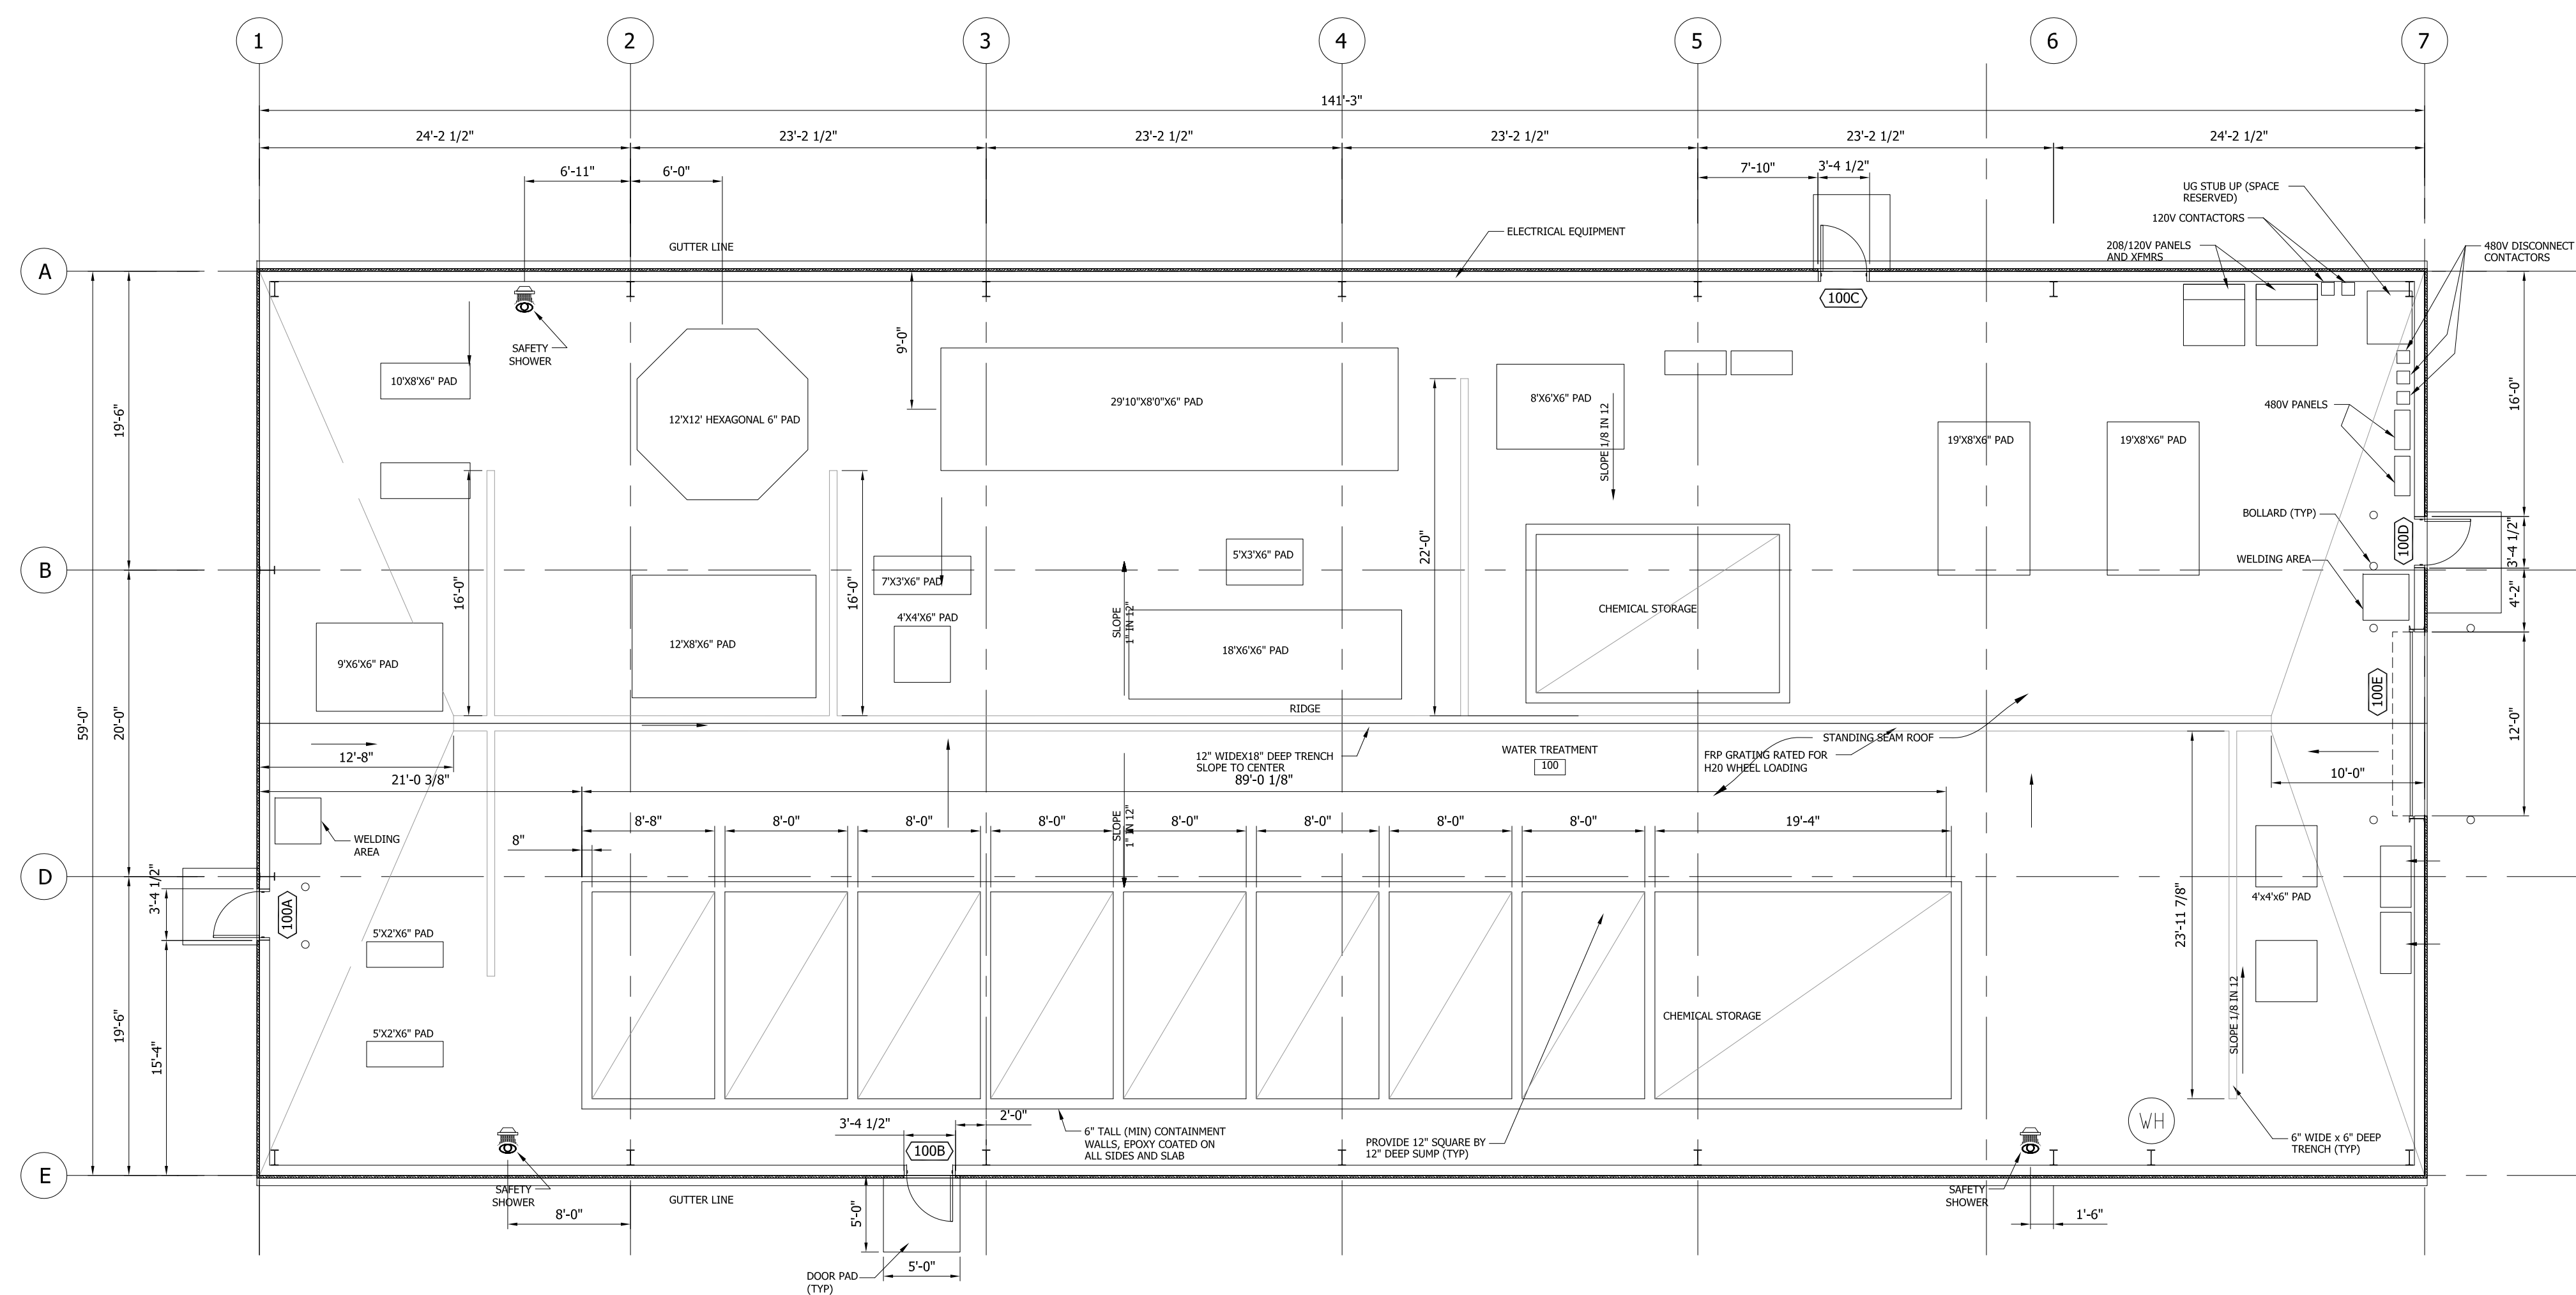 1
2
3
4
5
6
7
141'-3"
24'-2 1/2"
23'-2 1/2"
23'-2 1/2"
23'-2 1/2"
23'-2 1/2"
24'-2 1/2"
6'-11"
6'-0"
7'-10"
3'-4 1/2"
UG STUB UP (SPACE
RESERVED)
120V CONTACTORS
208/120V PANELS
AND XFMRS
480V DISCONNECT
CONTACTORS
GUTTER LINE
ELECTRICAL EQUIPMENT
A
100C
SAFETY
SHOWER
9'-0"
10'X8'X6" PAD
12'X12' HEXAGONAL 6" PAD
29'10"X8'0"X6" PAD
8'X6'X6" PAD
SLOPE 1/8 IN 12
480V PANELS
16'-0"
19'-6"
19'X8'X6" PAD
19'X8'X6" PAD
BOLLARD (TYP)
100D
3'-4 1/2"
WELDING AREA
B
16'-0"
16'-0"
22'-0"
7'X3'X6" PAD
5'X3'X6" PAD
4'X4'X6" PAD
SLOPE
1" IN 12"
CHEMICAL STORAGE
4'-2"
9'X6'X6" PAD
12'X8'X6" PAD
18'X6'X6" PAD
100E
RIDGE
59'-0"
20'-0"
12'-0"
STANDING SEAM ROOF
12'-8"
12" WIDEX18" DEEP TRENCH
SLOPE TO CENTER
WATER TREATMENT
100
FRP GRATING RATED FOR
H20 WHEEL LOADING
10'-0"
21'-0 3/8"
89'-0 1/8"
WELDING
AREA
8"
8'-8"
8'-0"
8'-0"
8'-0"
8'-0"
8'-0"
8'-0"
8'-0"
19'-4"
SLOPE
1" IN 12"
D
3'-4 1/2"
100A
4'x4'x6" PAD
23'-11 7/8"
5'X2'X6" PAD
19'-6"
15'-4"
5'X2'X6" PAD
CHEMICAL STORAGE
SLOPE 1/8 IN 12
WH
3'-4 1/2"
2'-0"
100B
6" TALL (MIN) CONTAINMENT
WALLS, EPOXY COATED ON
ALL SIDES AND SLAB
PROVIDE 12" SQUARE BY
12" DEEP SUMP (TYP)
6" WIDE x 6" DEEP
TRENCH (TYP)
E
SAFETY
SHOWER
GUTTER LINE
SAFETY
SHOWER
8'-0"
5'-0"
1'-6"
5'-0"
DOOR PAD
(TYP)